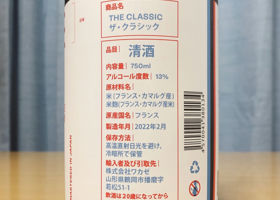 商品名
THE CLASSIC
ザ・クラシック
品目 清酒
内容量 750ml
アルコール度数 13%
原材料名
米(フランス・カマルグ産)
米麹(フランス・カマルグ産米)
原産国名 フランス
製造年月 2022年2月
保存方法
高温直射日光を避け、
冷暗所で保管
輸入者及び引取先
株式会社ワカゼ
山形県鶴岡市播磨字
若松51-1
飲酒は20歳になってから